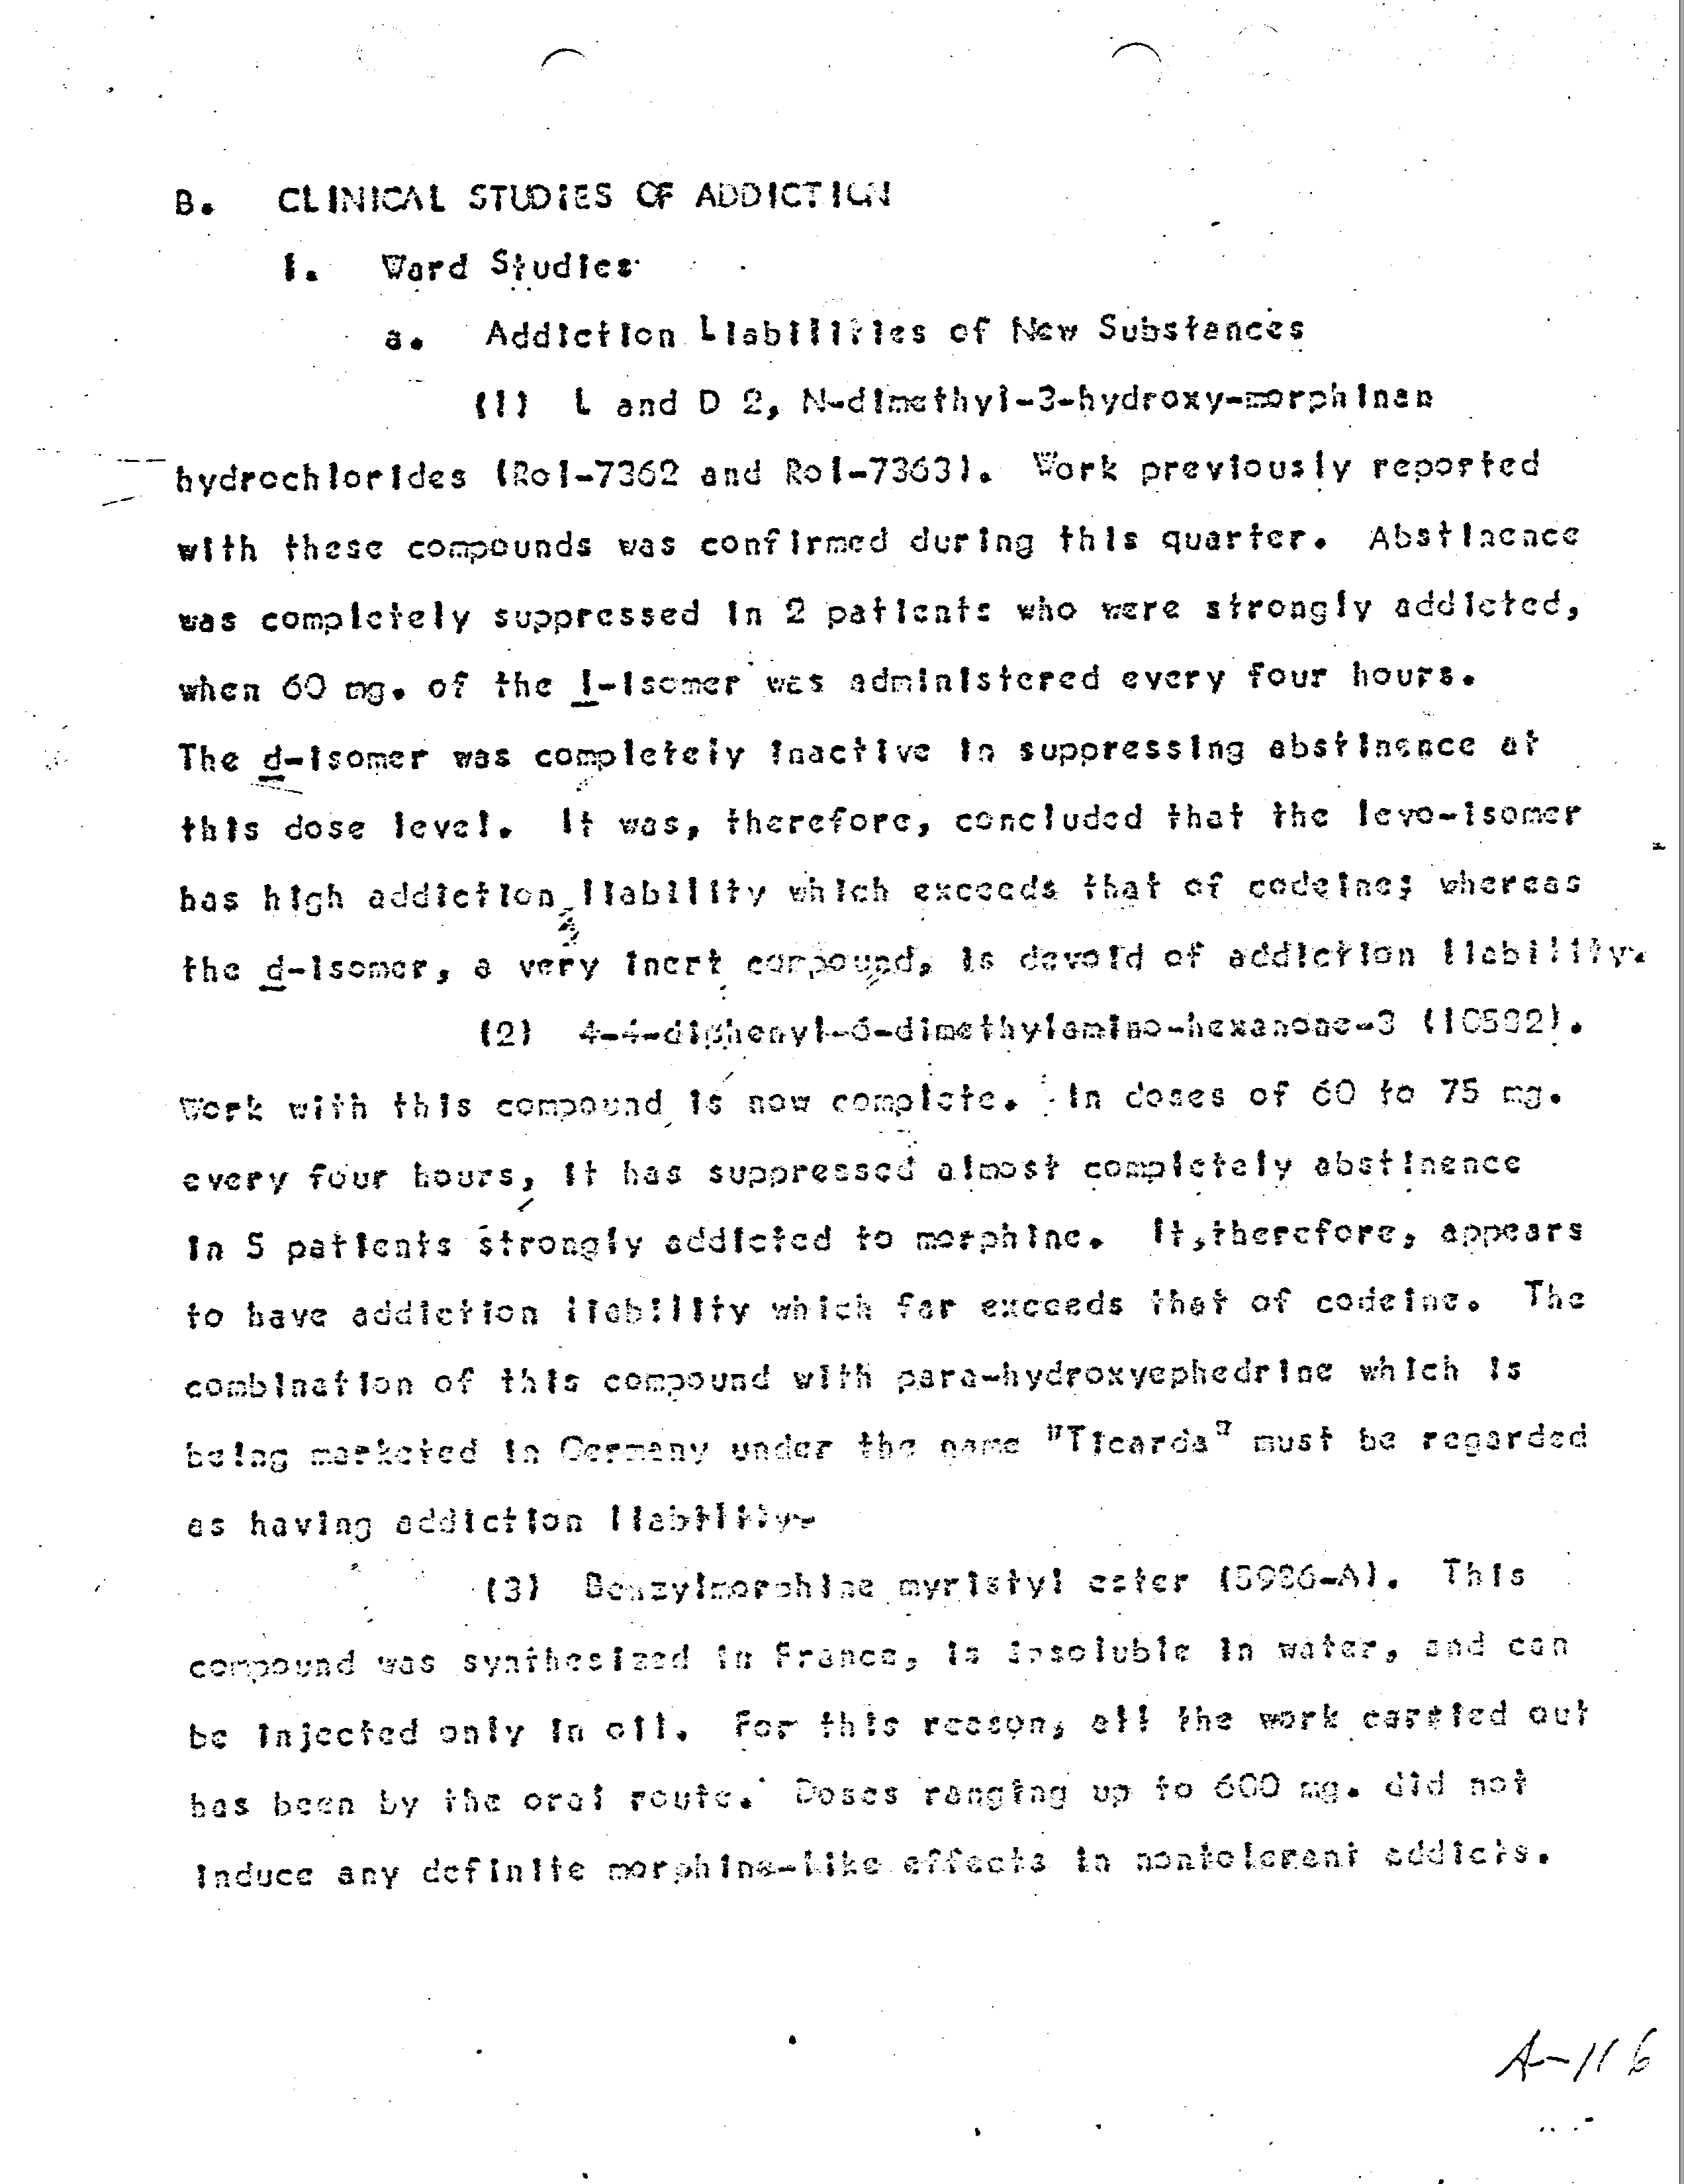 B. CLINICAL STUDIES OF ADDICTION
1. Ward Studies
a. Addiction Liabilities of New Substances
(1) L and D 2, N-dimethyl-3-hydroxy-morphinan
hydrochlorides (Ro1-7362 and Ro1-7363). Work previously reported
with these compounds was confirmed during this quarter. Abstinence
was completely suppressed in 2 patients who were strongly addicted,
when 60 mg. of the l-isomer was administered every four hours.
The d-isomer was completely inactive in suppressing abstinence at
this dose level. It was, therefore, concluded that the levo-isomer
has high addiction liability which exceeds that of codeine; whereas
the d-isomer, a very inert compound, is devoid of addiction liability.
(2) 4-4-diphenyl-6-dimethylamino-hexanone-3 (10582).
Work with this compound is now complete. In doses of 60 to 75 mg.
every four hours, it has suppressed almost completely abstinence
in 5 patients strongly addicted to morphine. It,therefore, appears
to have addiction liability which far exceeds that of codeine. The
combination of this compound with para-hydroxyephedrine which is
being marketed in Germany under the name "Ticarda" must be regarded
as having addiction liability.
(3) Benzylmorphine myristyl ester (5986-A). This
compound was synthesized in France, is insoluble in water, and can
be injected only in oil. For this reason, all the work carried out
has been by the oral route. Doses ranging up to 600 mg. did not
induce any definite morphine-like effects in nontolerant addicts.
A-116